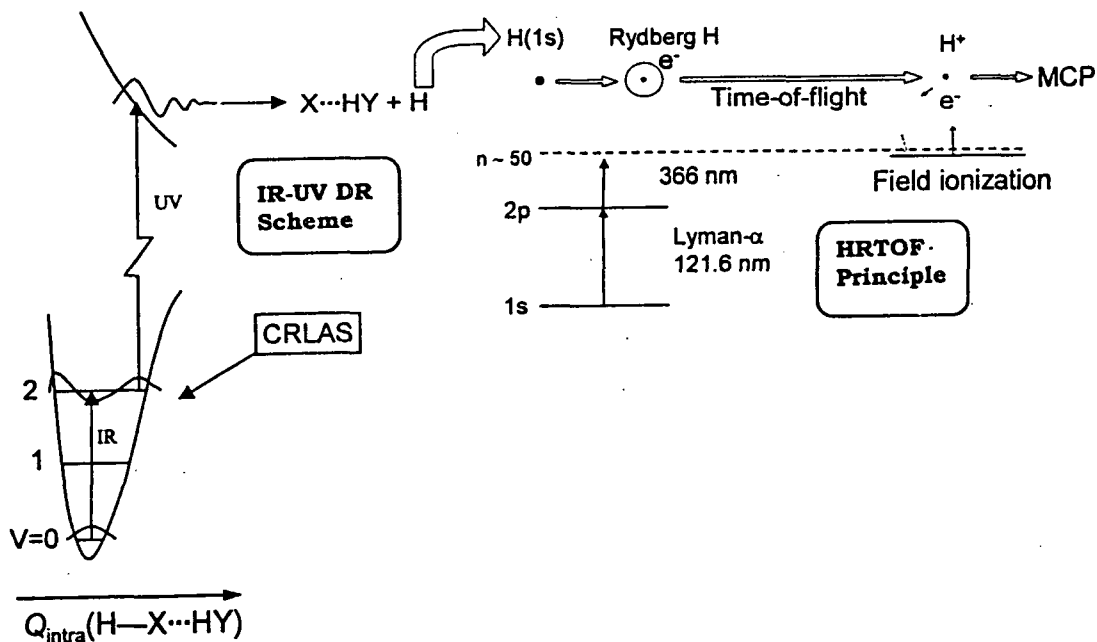 H(1s)
Rydberg H
e⁻
H⁺
MCP
X···HY + H
Time-of-flight
e⁻
n ~ 50
366 nm
Field ionization
UV
IR-UV DR
Scheme
2p
Lyman-α
121.6 nm
HRTOF
Principle
1s
CRLAS
2
IR
1
V=0
Q_intra(H—X···HY)